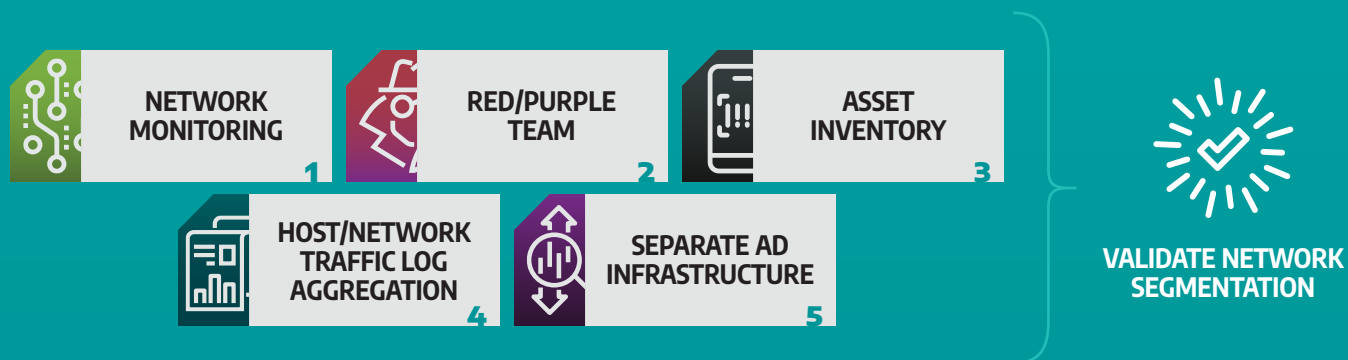 NETWORK
MONITORING
1
RED/PURPLE
TEAM
2
ASSET
INVENTORY
3
HOST/NETWORK
TRAFFIC LOG
AGGREGATION
4
SEPARATE AD
INFRASTRUCTURE
5
VALIDATE NETWORK
SEGMENTATION